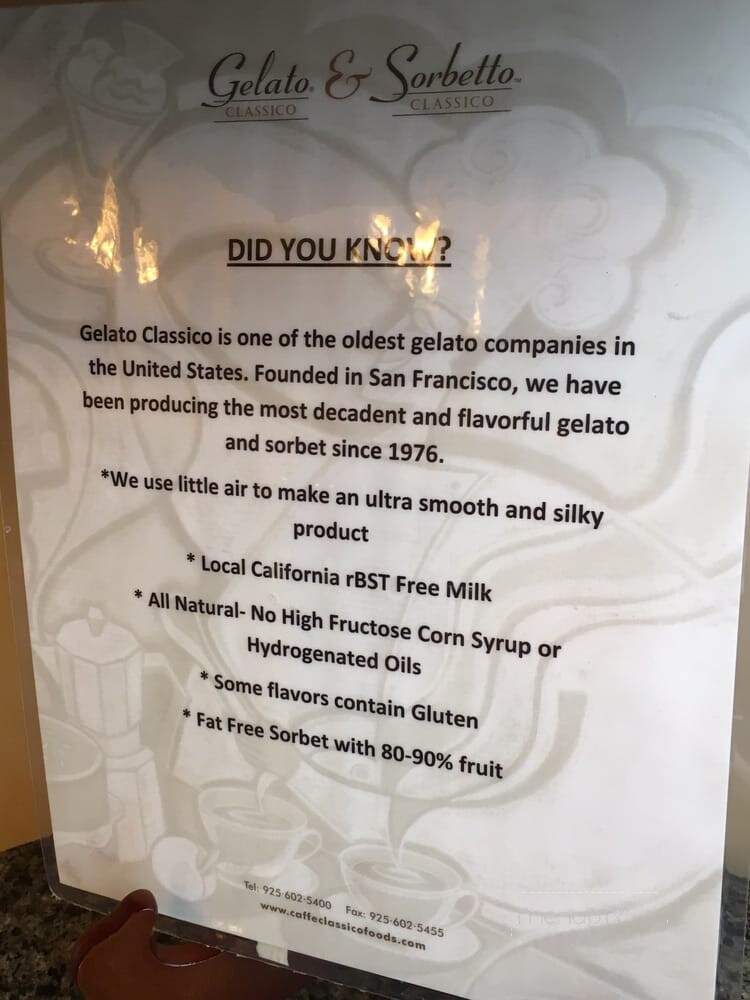 Gelato® & Sorbetto™
CLASSICO CLASSICO
DID YOU KNOW?
Gelato Classico is one of the oldest gelato companies in
the United States. Founded in San Francisco, we have
been producing the most decadent and flavorful gelato
and sorbet since 1976.
*We use little air to make an ultra smooth and silky
product
* Local California rBST Free Milk
* All Natural- No High Fructose Corn Syrup or
Hydrogenated Oils
* Some flavors contain Gluten
* Fat Free Sorbet with 80-90% fruit
Tel: 925·602·5400 Fax: 925·602·5455
www.caffeclassicofoods.com